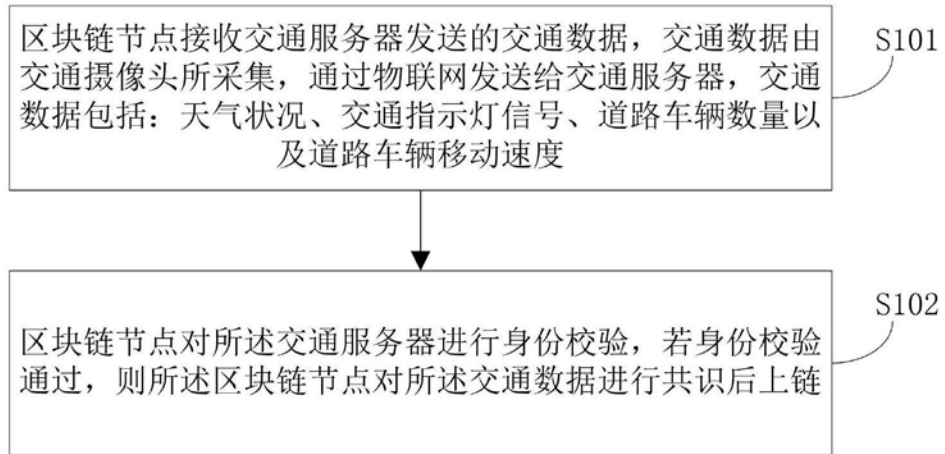 区块链节点接收交通服务器发送的交通数据，交通数据由
交通摄像头所采集，通过物联网发送给交通服务器，交通
数据包括：天气状况、交通指示灯信号、道路车辆数量以
及道路车辆移动速度
S101
区块链节点对所述交通服务器进行身份校验，若身份校验
通过，则所述区块链节点对所述交通数据进行共识后上链
S102